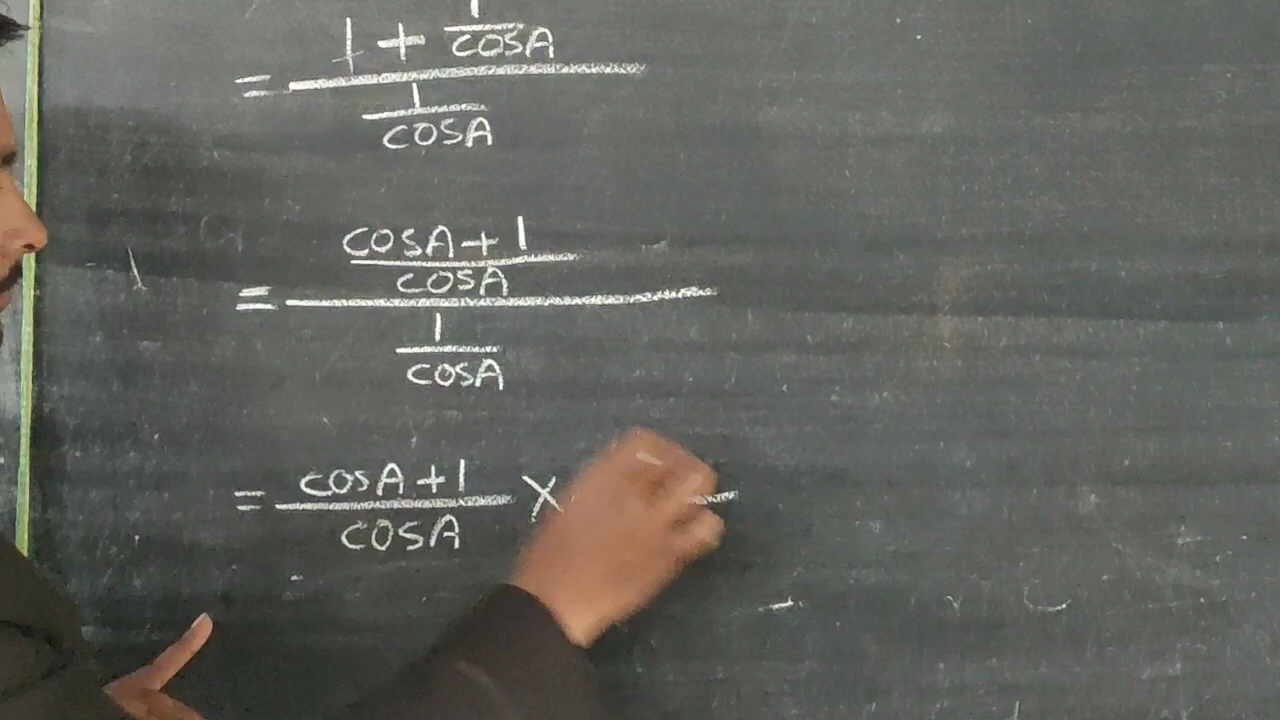 1 + 1/cosA
= ―――
1/cosA
cosA + 1
cosA
= ―――
1
cosA
= cosA + 1 ×
cosA